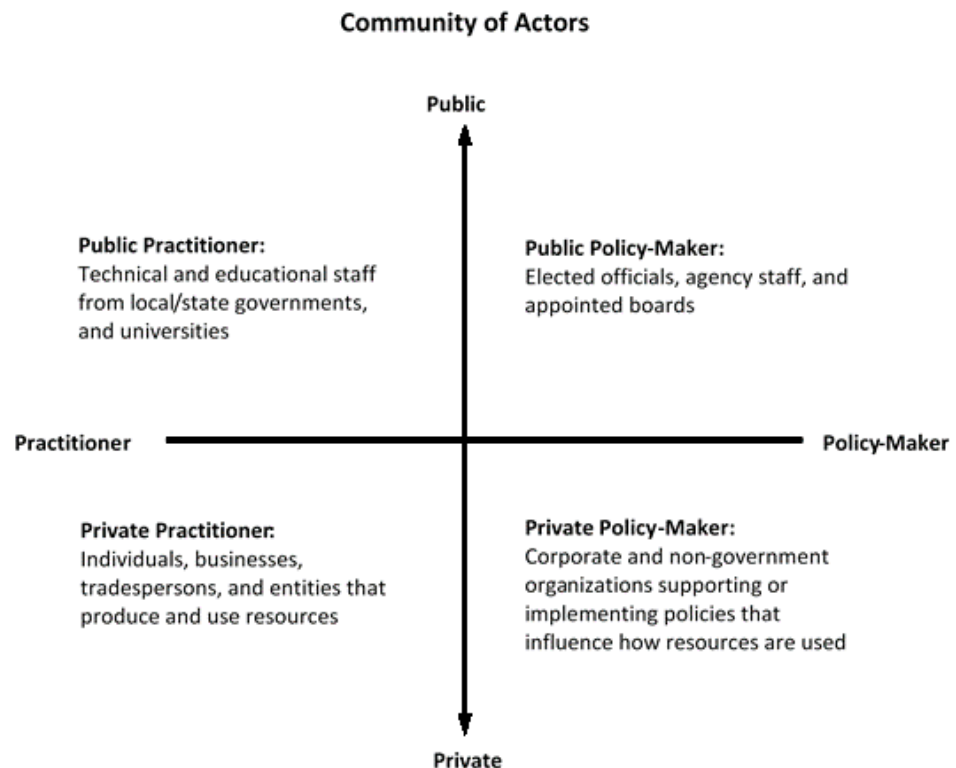 Community of Actors
Public
Public Practitioner:
Technical and educational staff
from local/state governments,
and universities
Public Policy-Maker:
Elected officials, agency staff, and
appointed boards
Practitioner
Policy-Maker
Private Practitioner:
Individuals, businesses,
tradespersons, and entities that
produce and use resources
Private Policy-Maker:
Corporate and non-government
organizations supporting or
implementing policies that
influence how resources are used
Private